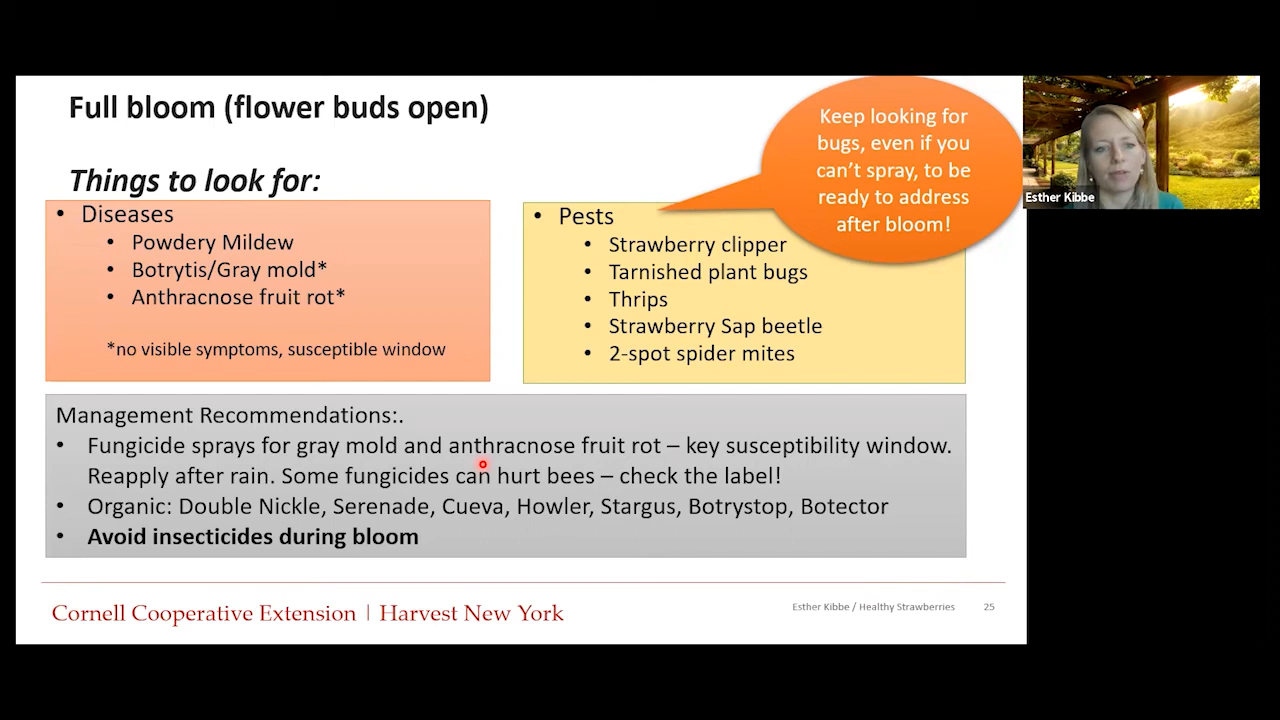 Full bloom (flower buds open)
Things to look for:
• Diseases
• Powdery Mildew
• Botrytis/Gray mold*
• Anthracnose fruit rot*
*no visible symptoms, susceptible window
• Pests
• Strawberry clipper
• Tarnished plant bugs
• Thrips
• Strawberry Sap beetle
• 2-spot spider mites
Keep looking for
bugs, even if you
can't spray, to be
ready to address
after bloom!
Esther Kibbe
Management Recommendations:.
• Fungicide sprays for gray mold and anthracnose fruit rot – key susceptibility window.
Reapply after rain. Some fungicides can hurt bees – check the label!
• Organic: Double Nickle, Serenade, Cueva, Howler, Stargus, Botrystop, Botector
• Avoid insecticides during bloom
Cornell Cooperative Extension | Harvest New York
Esther Kibbe / Healthy Strawberries 25